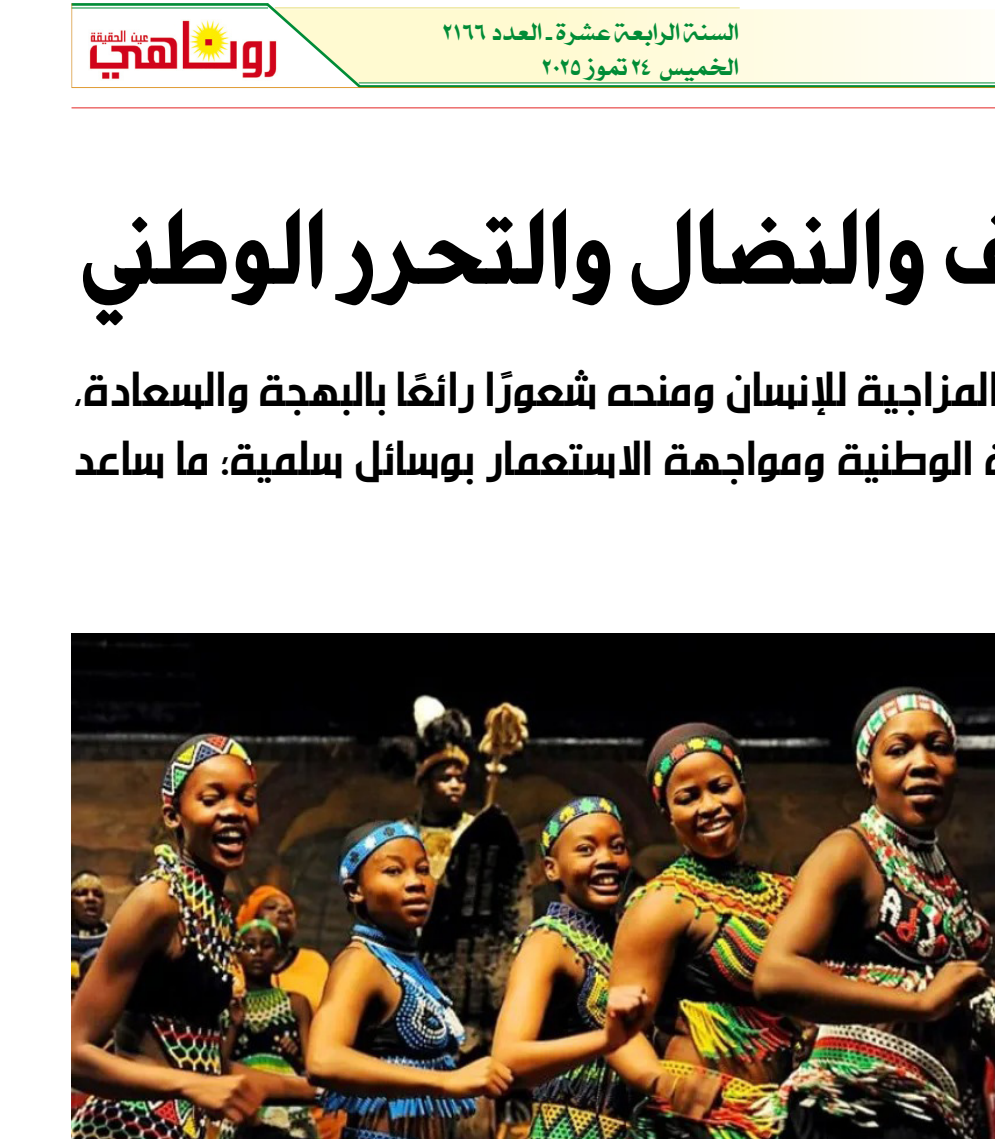 السنة الرابعة عشرة ـ العدد ٢١٦٦
الخميس ٢٤ تموز ٢٠٢٥
عين الحقيقة
روناهي
والنضال والتحرر الوطني
المزاجية للإنسان ومنحه شعورًا رائعًا بالبهجة والسعادة،
الوطنية ومواجهة الاستعمار بوسائل سلمية؛ ما ساعد